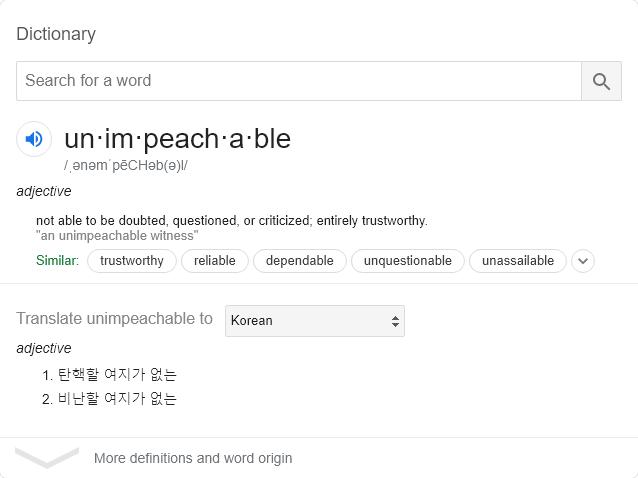 Dictionary
Search for a word
un·im·peach·a·ble
/ˌənəmˈpēCHəb(ə)l/
adjective
not able to be doubted, questioned, or criticized; entirely trustworthy.
"an unimpeachable witness"
Similar: trustworthy reliable dependable unquestionable unassailable
Translate unimpeachable to Korean
adjective
1. 탄핵할 여지가 없는
2. 비난할 여지가 없는
More definitions and word origin